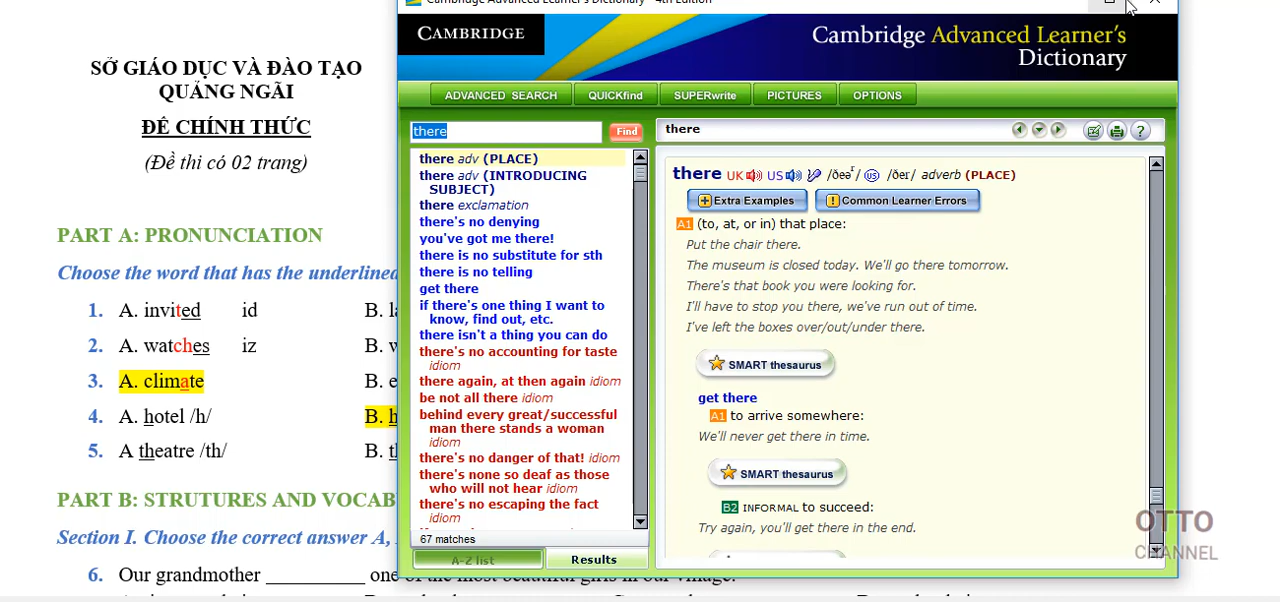 Cambridge Advanced Learner's Dictionary - 4th Edition
SỞ GIÁO DỤC VÀ ĐÀO TẠO
QUẢNG NGÃI
ĐỀ CHÍNH THỨC
(Đề thi có 02 trang)
PART A: PRONUNCIATION
Choose the word that has the underlined
1. A. invited id B. la
2. A. watches iz B. w
3. A. climate B. e
4. A. hotel /h/ B. h
5. A theatre /th/ B. th
PART B: STRUTURES AND VOCAB
Section I. Choose the correct answer A,
6. Our grandmother __________ one of the most beautiful girls in our village.
CAMBRIDGE
Cambridge Advanced Learner's
Dictionary
ADVANCED SEARCH QUICKfind SUPERwrite PICTURES OPTIONS
there Find
there adv (PLACE)
there adv (INTRODUCING
SUBJECT)
there exclamation
there's no denying
you've got me there!
there is no substitute for sth
there is no telling
get there
if there's one thing I want to
know, find out, etc.
there isn't a thing you can do
there's no accounting for taste
idiom
there again, at then again idiom
be not all there idiom
behind every great/successful
man there stands a woman
idiom
there's no danger of that! idiom
there's none so deaf as those
who will not hear idiom
there's no escaping the fact
idiom
67 matches
A-Z list Results
there ?
there UK US /ðeəʳ/ US /ðer/ adverb (PLACE)
+ Extra Examples ! Common Learner Errors
A1 (to, at, or in) that place:
Put the chair there.
The museum is closed today. We'll go there tomorrow.
There's that book you were looking for.
I'll have to stop you there, we've run out of time.
I've left the boxes over/out/under there.
SMART thesaurus
get there
A1 to arrive somewhere:
We'll never get there in time.
SMART thesaurus
B2 INFORMAL to succeed:
Try again, you'll get there in the end.
OTTO
CHANNEL